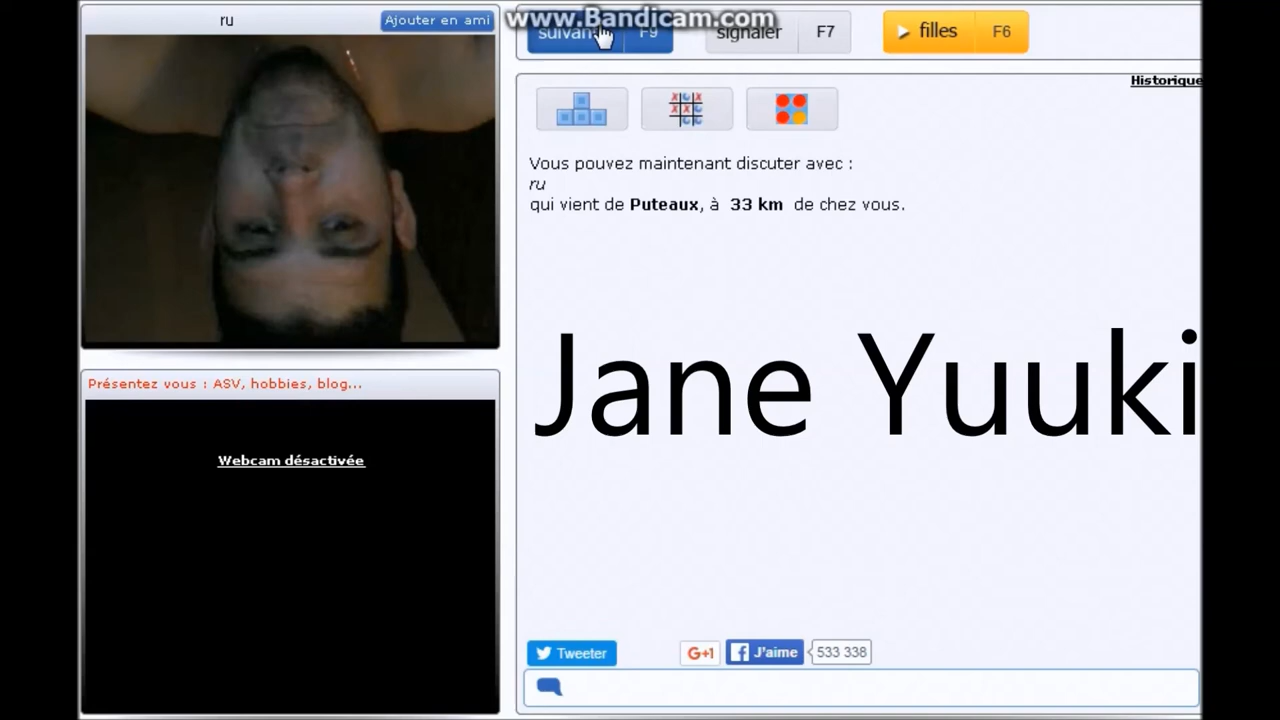 ru
Ajouter en ami
www.Bandicam.com
suivant F9
signaler F7
filles F6
Historique
Vous pouvez maintenant discuter avec :
ru
qui vient de Puteaux, à 33 km de chez vous.
Présentez vous : ASV, hobbies, blog...
Webcam désactivée
Jane Yuuki
Tweeter
G+1
J'aime
533 338